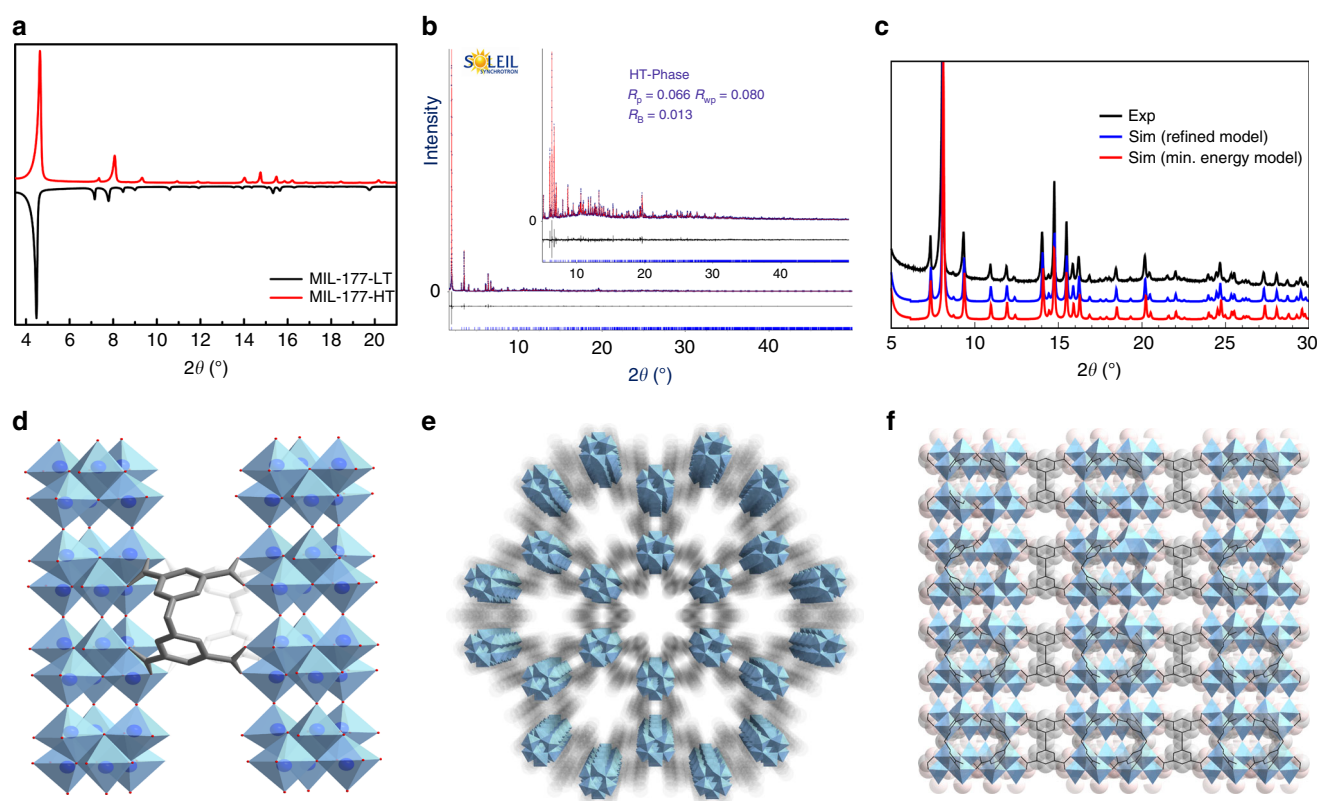 a
MIL-177-LT
MIL-177-HT
4 6 8 10 12 14 16 18 20
2θ (°)
b
SOLEIL
SYNCHROTRON
HT-Phase
Rp = 0.066 Rwp = 0.080
RB = 0.013
Intensity
0
10 20 30 40
0
10 20 30 40
2θ (°)
c
Exp
Sim (refined model)
Sim (min. energy model)
5 10 15 20 25 30
2θ (°)
d
e
f